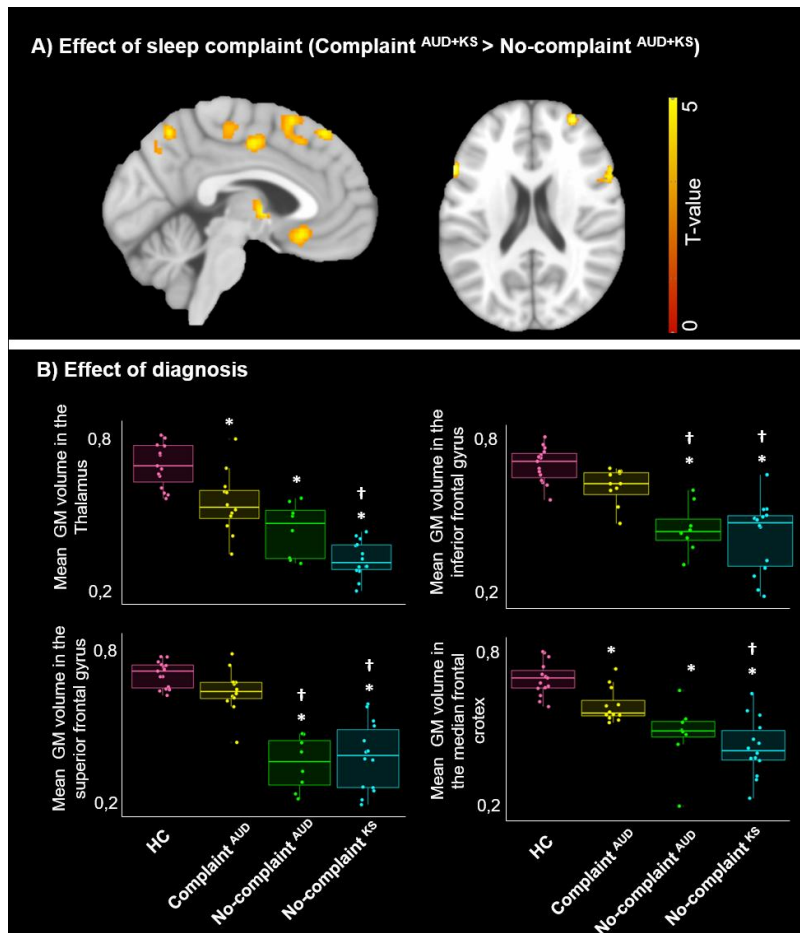 A) Effect of sleep complaint (Complaint AUD+KS > No-complaint AUD+KS)
5
T-value
0
B) Effect of diagnosis
Mean GM volume in the
Thalamus
0,8
0,2
*
*
†
*
Mean GM volume in the
inferior frontal gyrus
0,8
0,2
†
*
†
*
Mean GM volume in the
superior frontal gyrus
0,8
0,2
†
*
†
*
Mean GM volume in
the median frontal
crotex
0,8
0,2
*
*
†
*
HC
Complaint AUD
No-complaint AUD
No-complaint KS
HC
Complaint AUD
No-complaint AUD
No-complaint KS